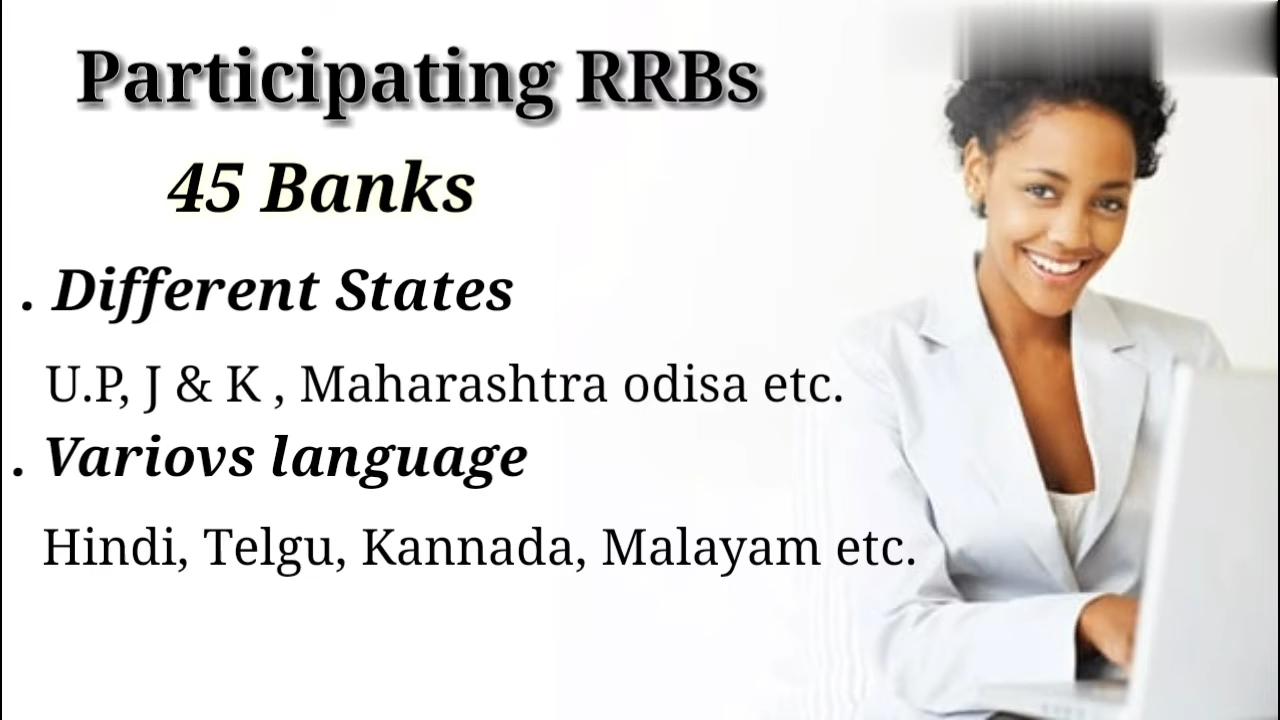 Participating RRBs
45 Banks
. Different States
U.P, J & K , Maharashtra odisa etc.
. Variovs language
Hindi, Telgu, Kannada, Malayam etc.